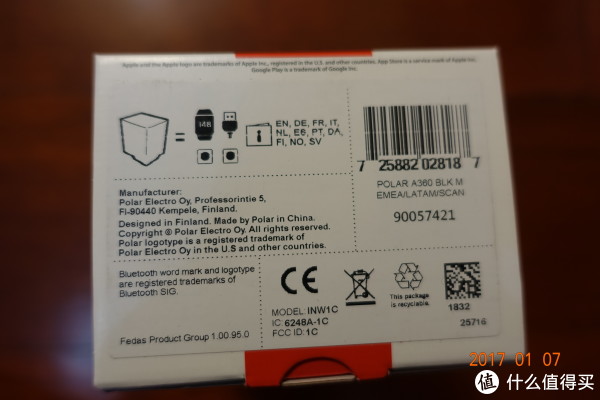 Apple and the Apple logo are trademarks of Apple Inc., registered in the U.S. and other countries. App Store is a service mark of Apple Inc.
Google Play is a trademark of Google Inc.
148
EN, DE, FR, IT,
NL, ES, PT, DA,
FI, NO, SV
7 25882 02818 7
POLAR A360 BLK M
EMEA/LATAM/SCAN
90057421
Manufacturer:
Polar Electro Oy, Professorintie 5,
FI-90440 Kempele, Finland.
Designed in Finland. Made by Polar in China.
Copyright © Polar Electro Oy. All rights reserved.
Polar logotype is a registered trademark of
Polar Electro Oy in the U.S and other countries.
Bluetooth word mark and logotype
are registered trademarks of
Bluetooth SIG.
Fedas Product Group 1.00.95.0
CE
MODEL: INW1C
IC: 6248A-1C
FCC ID: 1C
This package
is recyclable.
1832
25716
2017 01 07
值 什么值得买